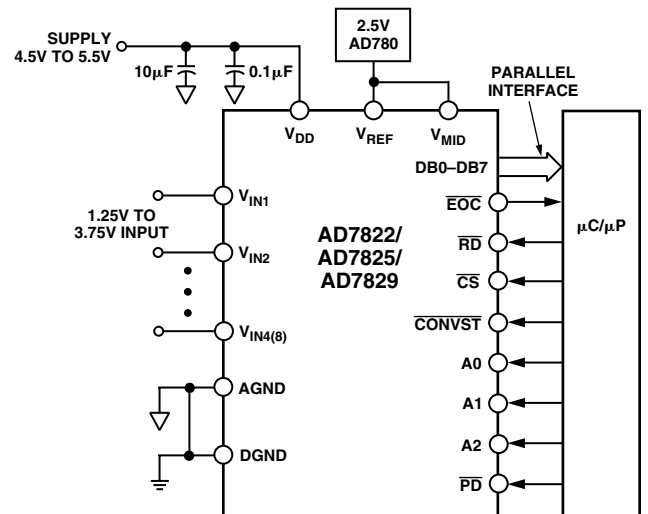 2.5V
AD780
SUPPLY
4.5V TO 5.5V
10µF
0.1µF
PARALLEL
INTERFACE
VDD
VREF
VMID
DB0–DB7
VIN1
EOC
1.25V TO
3.75V INPUT
µC/µP
AD7822/
AD7825/
AD7829
RD
VIN2
CS
CONVST
VIN4(8)
A0
AGND
A1
A2
DGND
PD